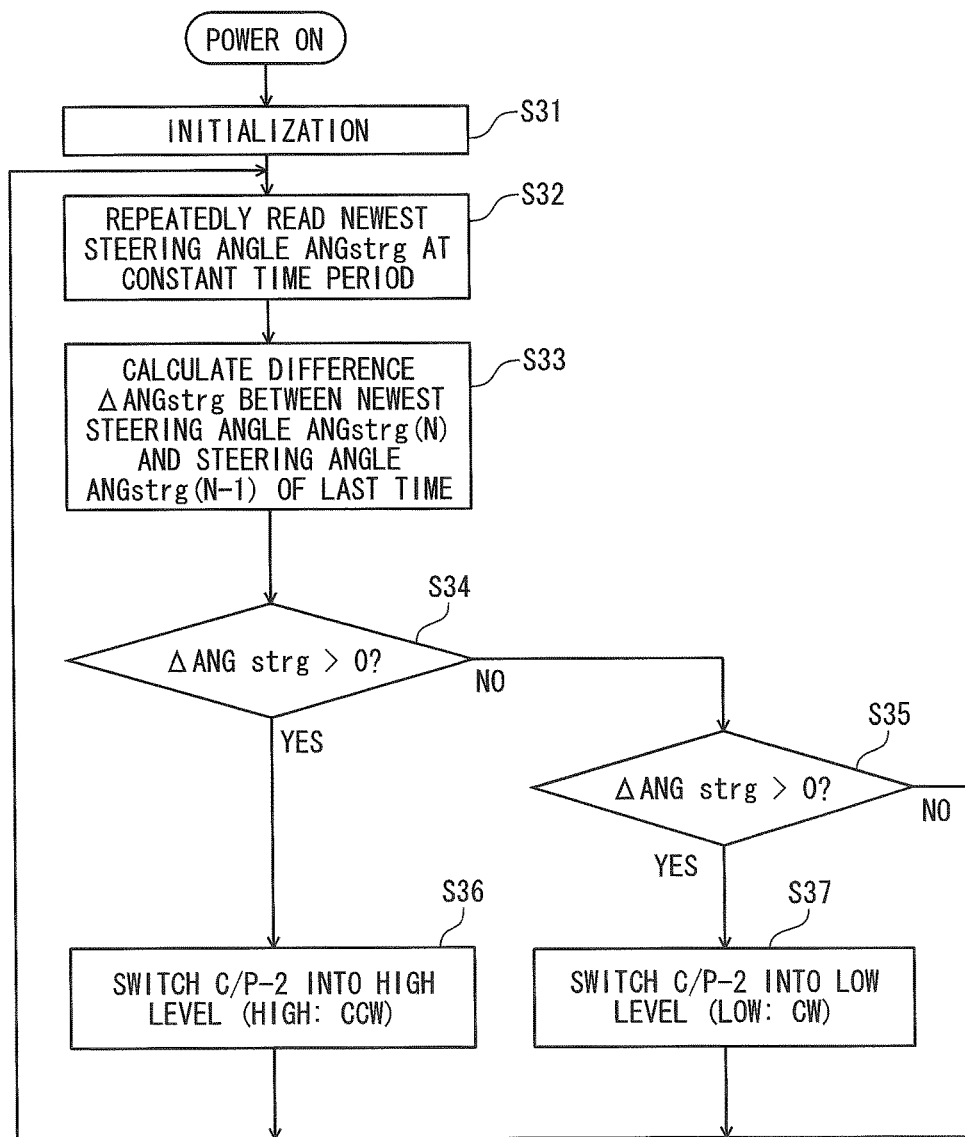 POWER ON
S31
INITIALIZATION
S32
REPEATEDLY READ NEWEST
STEERING ANGLE ANGstrg AT
CONSTANT TIME PERIOD
S33
CALCULATE DIFFERENCE
ΔANGstrg BETWEEN NEWEST
STEERING ANGLE ANGstrg(N)
AND STEERING ANGLE
ANGstrg(N-1) OF LAST TIME
S34
ΔANG strg > 0?
NO
YES
S35
ΔANG strg > 0?
NO
YES
S36
SWITCH C/P-2 INTO HIGH
LEVEL (HIGH: CCW)
S37
SWITCH C/P-2 INTO LOW
LEVEL (LOW: CW)